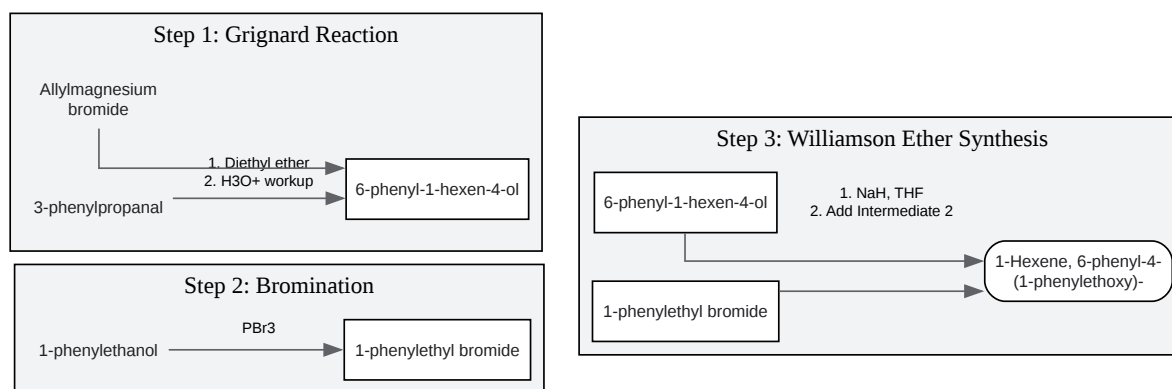 Step 1: Grignard Reaction
Allylmagnesium
bromide
1. Diethyl ether
2. H3O+ workup
3-phenylpropanal
6-phenyl-1-hexen-4-ol
Step 2: Bromination
1-phenylethanol
PBr3
1-phenylethyl bromide
Step 3: Williamson Ether Synthesis
6-phenyl-1-hexen-4-ol
1. NaH, THF
2. Add Intermediate 2
1-phenylethyl bromide
1-Hexene, 6-phenyl-4-
(1-phenylethoxy)-